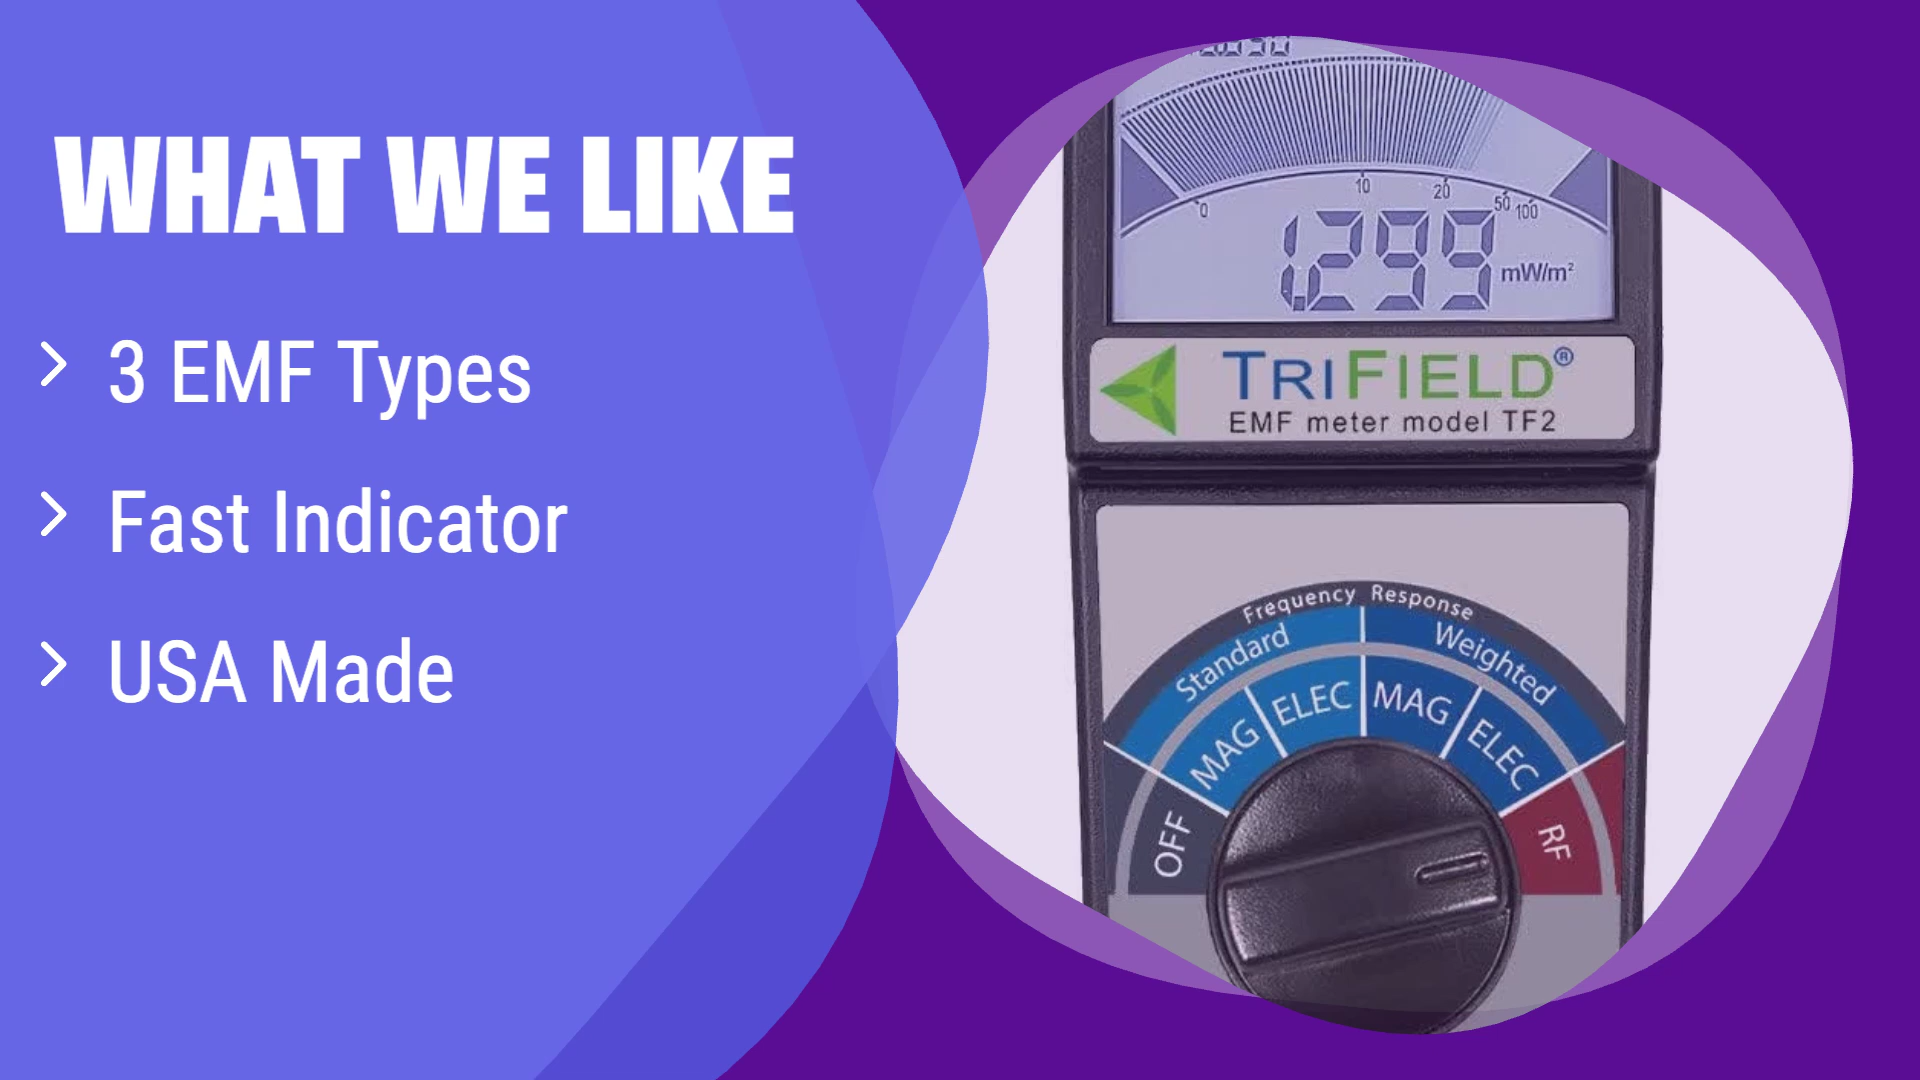 WHAT WE LIKE
3 EMF Types
Fast Indicator
USA Made
0 10 20 50 100
1.299 mW/m²
TRIFIELD®
EMF meter model TF2
Frequency Response
Standard Weighted
OFF MAG ELEC MAG ELEC RF